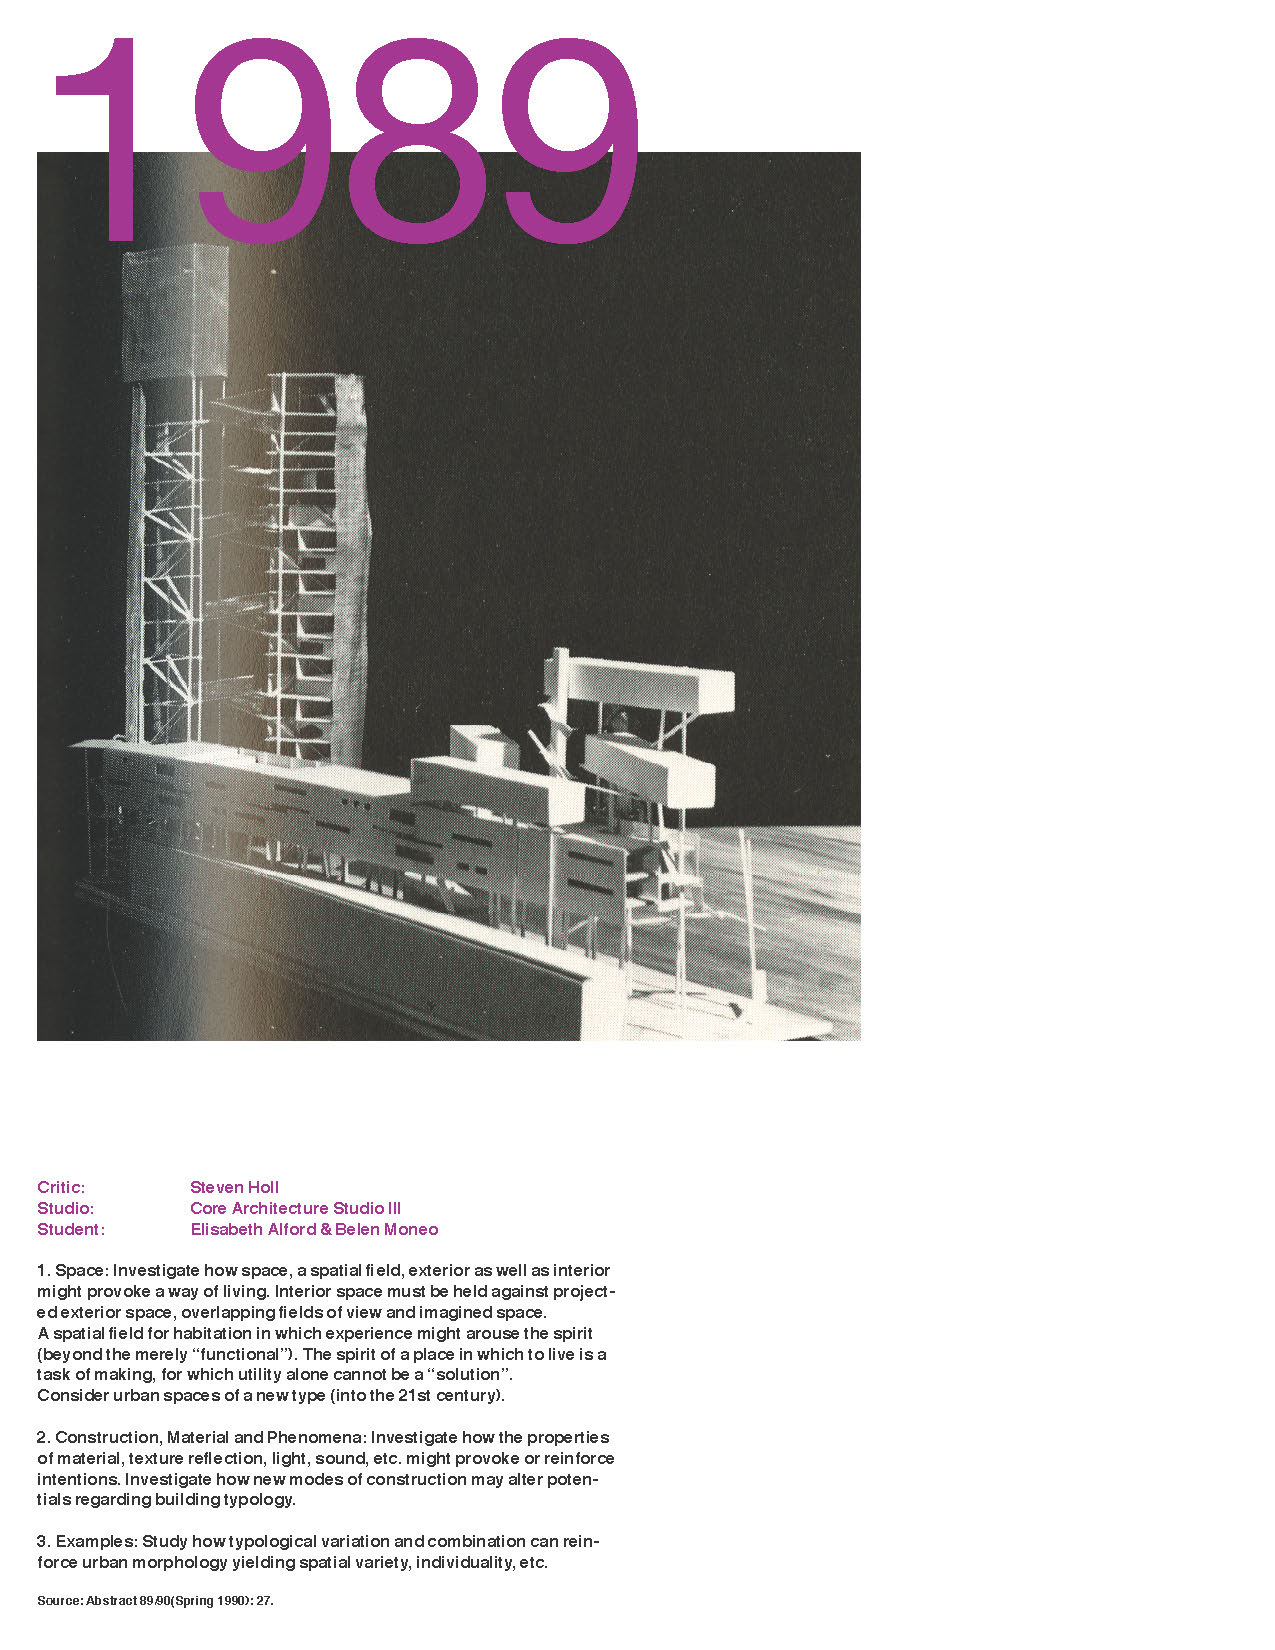 1989
Critic: Steven Holl
Studio: Core Architecture Studio III
Student: Elisabeth Alford & Belen Moneo
1. Space: Investigate how space, a spatial field, exterior as well as interior
might provoke a way of living. Interior space must be held against project-
ed exterior space, overlapping fields of view and imagined space.
A spatial field for habitation in which experience might arouse the spirit
(beyond the merely “functional”). The spirit of a place in which to live is a
task of making, for which utility alone cannot be a “solution”.
Consider urban spaces of a new type (into the 21st century).
2. Construction, Material and Phenomena: Investigate how the properties
of material, texture reflection, light, sound, etc. might provoke or reinforce
intentions. Investigate how new modes of construction may alter poten-
tials regarding building typology.
3. Examples: Study how typological variation and combination can rein-
force urban morphology yielding spatial variety, individuality, etc.
Source: Abstract 89/90(Spring 1990): 27.